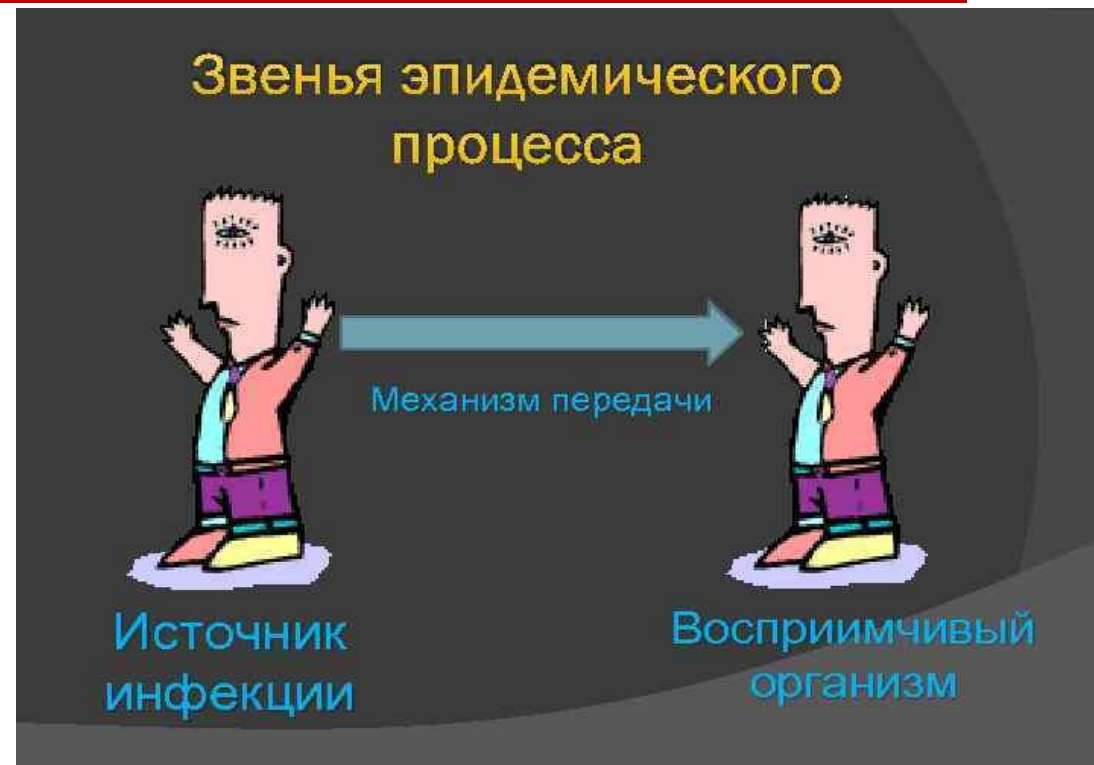 Звенья эпидемического
процесса
Механизм передачи
Источник
инфекции
Восприимчивый
организм